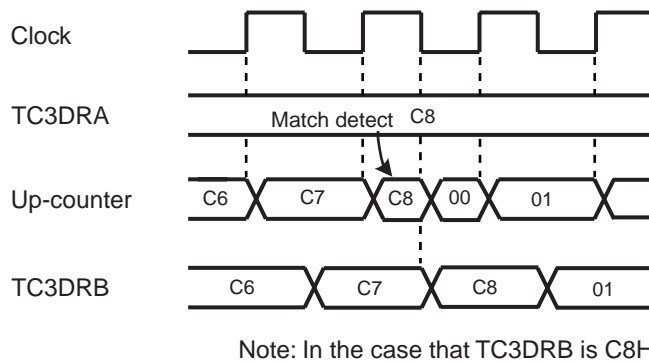 Clock
TC3DRA
Match detect C8
Up-counter C6 C7 C8 00 01
TC3DRB C6 C7 C8 01
Note: In the case that TC3DRB is C8H